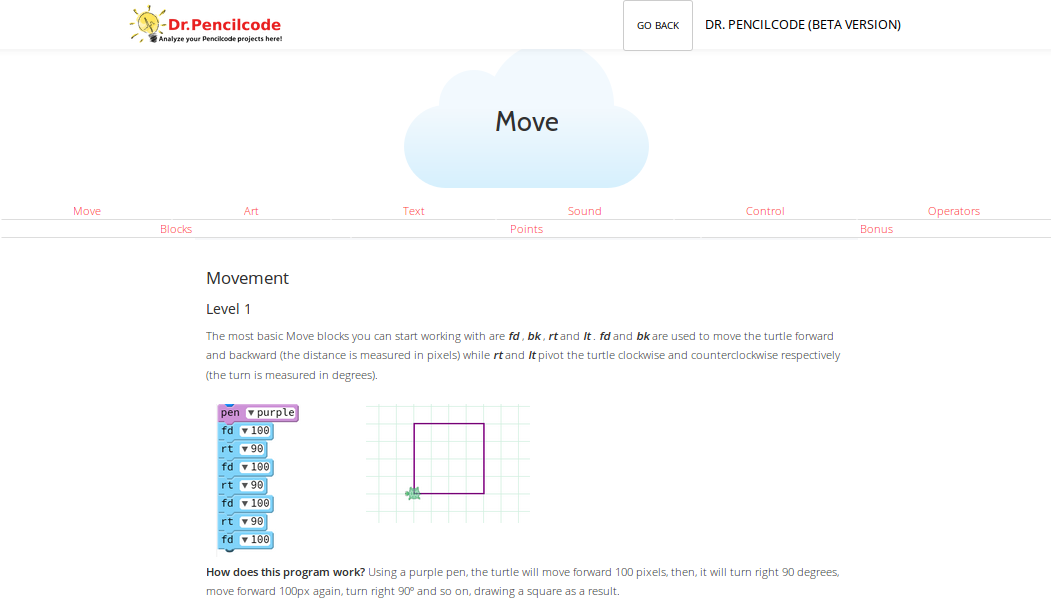 Dr.Pencilcode
Analyze your Pencilcode projects here!
GO BACK
DR. PENCILCODE (BETA VERSION)
Move
Move Art Text Sound Control Operators
Blocks Points Bonus
Movement
Level 1
The most basic Move blocks you can start working with are fd , bk , rt and lt . fd and bk are used to move the turtle forward
and backward (the distance is measured in pixels) while rt and lt pivot the turtle clockwise and counterclockwise respectively
(the turn is measured in degrees).
pen ▼purple
fd ▼100
rt ▼90
fd ▼100
rt ▼90
fd ▼100
rt ▼90
fd ▼100
How does this program work? Using a purple pen, the turtle will move forward 100 pixels, then, it will turn right 90 degrees,
move forward 100px again, turn right 90º and so on, drawing a square as a result.